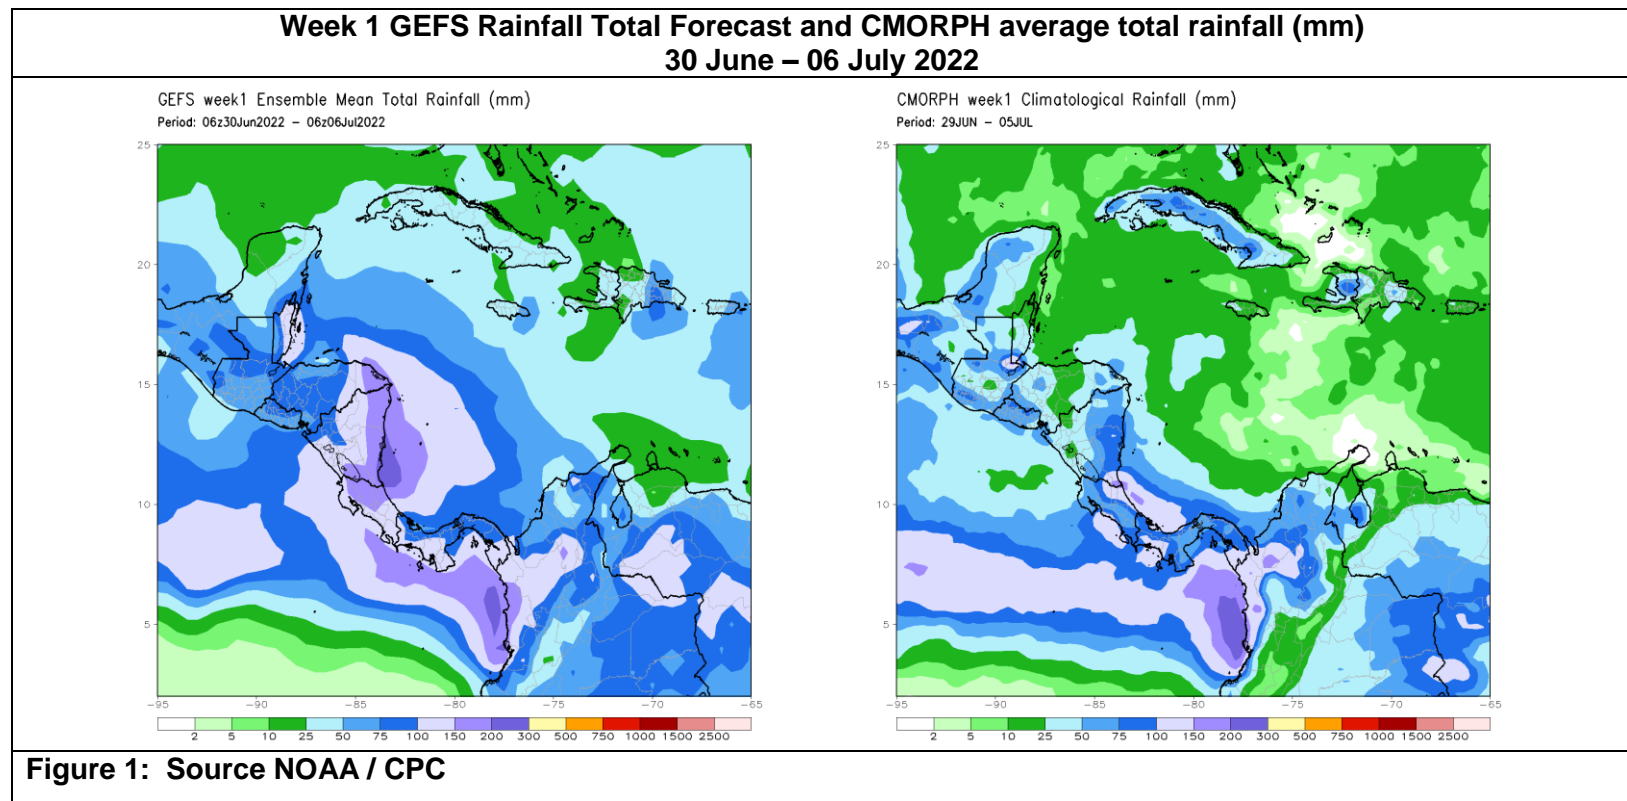 Week 1 GEFS Rainfall Total Forecast and CMORPH average total rainfall (mm)
30 June – 06 July 2022
GEFS week1 Ensemble Mean Total Rainfall (mm)
Period: 06z30Jun2022 – 06z06Jul2022
25
20
15
10
5
−95 −90 −85 −80 −75 −70 −65
2 5 10 25 50 75 100 150 200 300 500 750 1000 1500 2500
CMORPH week1 Climatological Rainfall (mm)
Period: 29JUN – 05JUL
25
20
15
10
5
−95 −90 −85 −80 −75 −70 −65
2 5 10 25 50 75 100 150 200 300 500 750 1000 1500 2500
Figure 1: Source NOAA / CPC